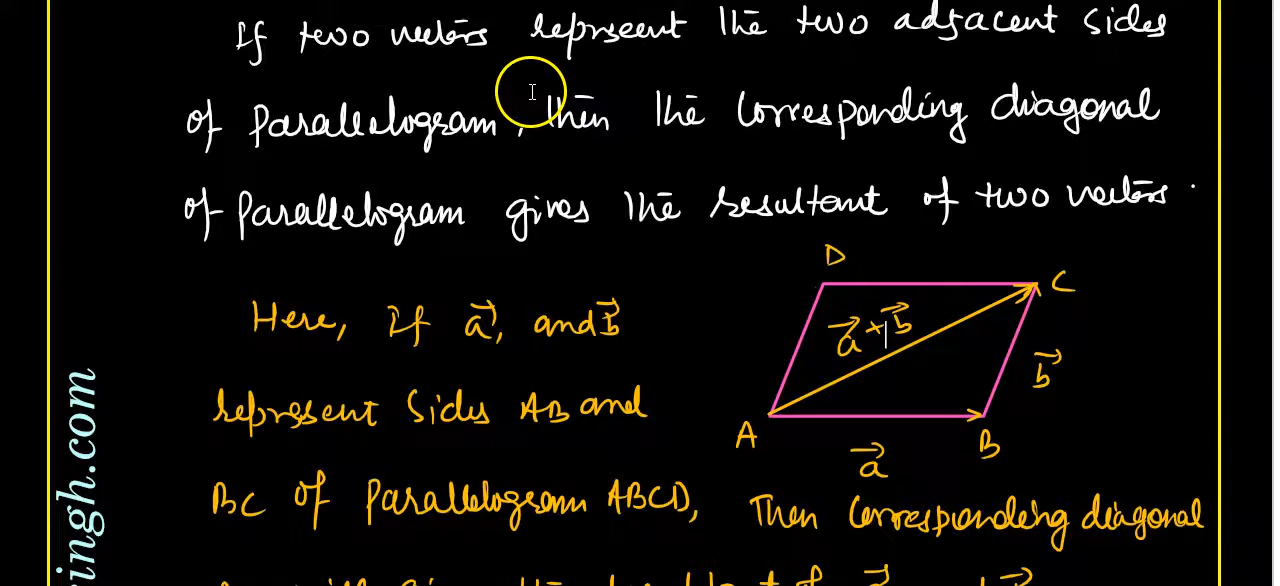 If two vectors represent the two adjacent sides
of Parallelogram, then the corresponding diagonal
of Parallelogram gives the resultant of two vectors.
D
C
a⃗ + b⃗
Here, if a⃗, and b⃗
b⃗
represent sides AB and
A
B
a⃗
BC of Parallelogram ABCD, Then corresponding diagonal
ringh.com